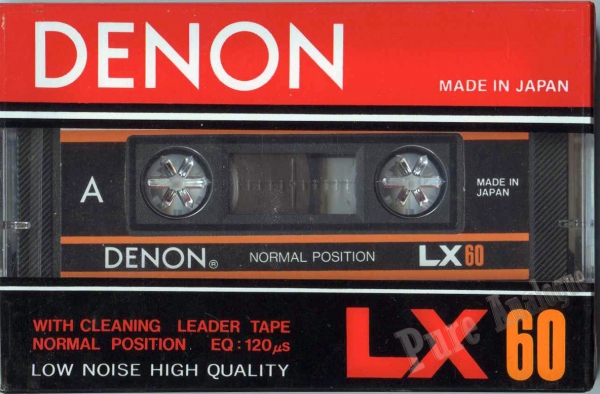 DENON
MADE IN JAPAN
A
MADE IN
JAPAN
DENON®
NORMAL POSITION
LX60
WITH CLEANING LEADER TAPE
NORMAL POSITION EQ:120μs
LOW NOISE HIGH QUALITY
LX 60
Pure Analogue